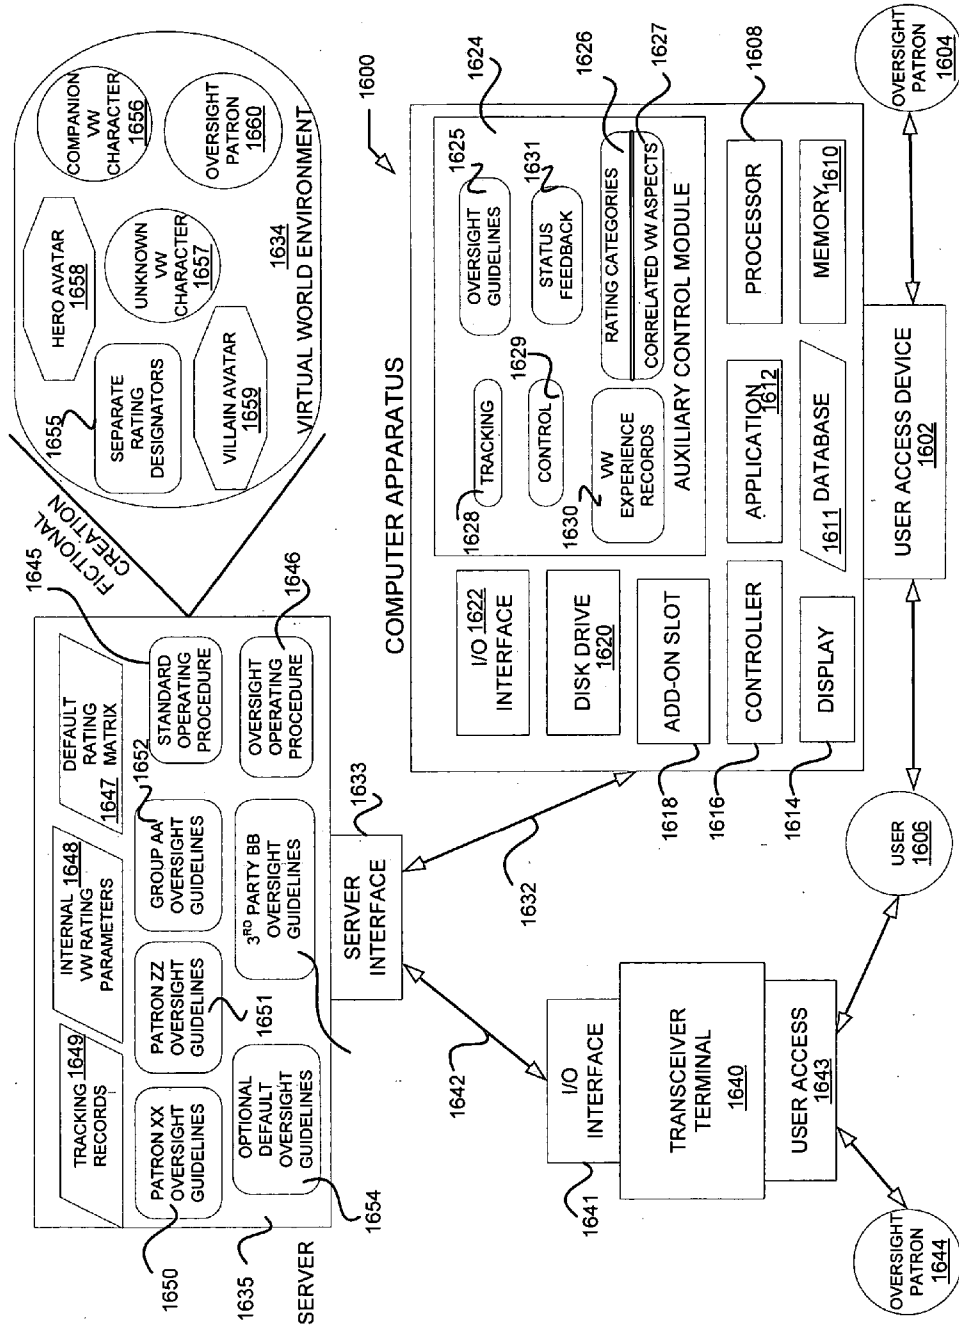 TRACKING 1649
RECORDS
INTERNAL 1648
VW RATING
PARAMETERS
DEFAULT
RATING
1647 MATRIX
1652
1645
PATRON XX
OVERSIGHT
GUIDELINES
1650
PATRON ZZ
OVERSIGHT
GUIDELINES
1651
GROUP AA
OVERSIGHT
GUIDELINES
STANDARD
OPERATING
PROCEDURE
OPTIONAL
DEFAULT
OVERSIGHT
GUIDELINES
1654
3RD PARTY BB
OVERSIGHT
GUIDELINES
OVERSIGHT
OPERATING
PROCEDURE
1646
1635
SERVER
FICTIONAL
CREATION
1655
SEPARATE
RATING
DESIGNATORS
HERO AVATAR
1658
COMPANION
VW
CHARACTER
1656
UNKNOWN
VW
CHARACTER
1657
OVERSIGHT
PATRON
1660
VILLAIN AVATAR
1659
1634
VIRTUAL WORLD ENVIRONMENT
SERVER
INTERFACE
1633
1632
1642
1600
COMPUTER APPARATUS
I/O 1622
INTERFACE
DISK DRIVE
1620
ADD-ON SLOT
1618
CONTROLLER
1616
DISPLAY
1614
1628
TRACKING
CONTROL
1629
1630
VW
EXPERIENCE
RECORDS
OVERSIGHT
GUIDELINES
1625
STATUS
FEEDBACK
1631
1624
RATING CATEGORIES
1626
CORRELATED VW ASPECTS
1627
AUXILIARY CONTROL MODULE
APPLICATION
1612
1611 DATABASE
PROCESSOR
1608
MEMORY
1610
USER ACCESS DEVICE
1602
OVERSIGHT
PATRON
1604
USER
1606
I/O
INTERFACE
1641
TRANSCEIVER
TERMINAL
1640
USER ACCESS
1643
OVERSIGHT
PATRON
1644